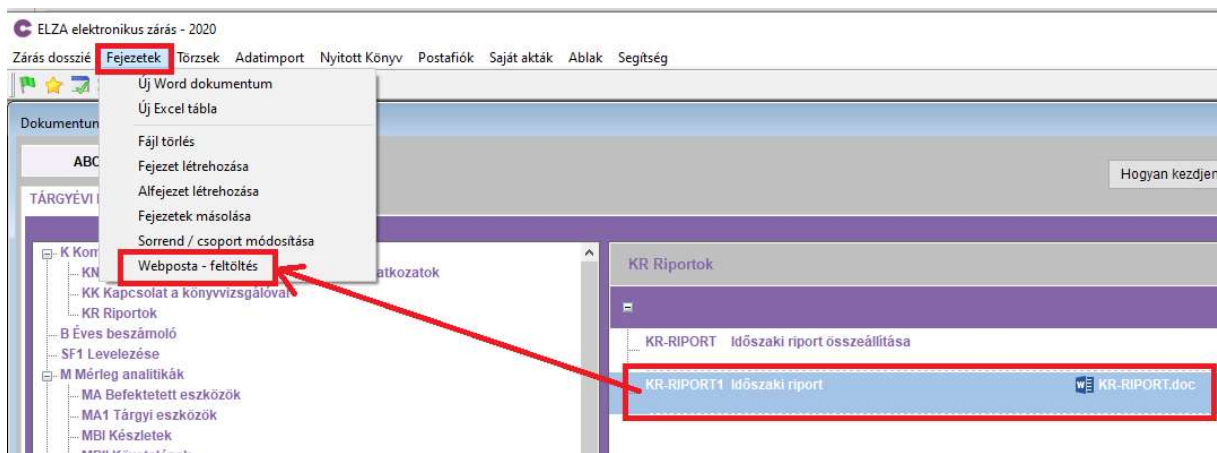 ELZA elektronikus zárás - 2020
Zárás dosszié Fejezetek Törzsek Adatimport Nyitott Könyv Postafiók Saját akták Ablak Segítség
Új Word dokumentum
Új Excel tábla
Fájl törlés
Fejezet létrehozása
Alfejezet létrehozása
Fejezetek másolása
Sorrend / csoport módosítása
Webposta - feltöltés
Dokumentun
ABC
Hogyan kezdjen
TÁRGYÉVI
K Kom
KN atkozatok
KK Kapcsolat a könyvvizsgálóval
KR Riportok
B Éves beszámoló
SF1 Levelezése
M Mérleg analitikák
MA Befektetett eszközök
MA1 Tárgyi eszközök
MBI Készletek
KR Riportok
KR-RIPORT Időszaki riport összeállítása
KR-RIPORT1 Időszaki riport KR-RIPORT.doc